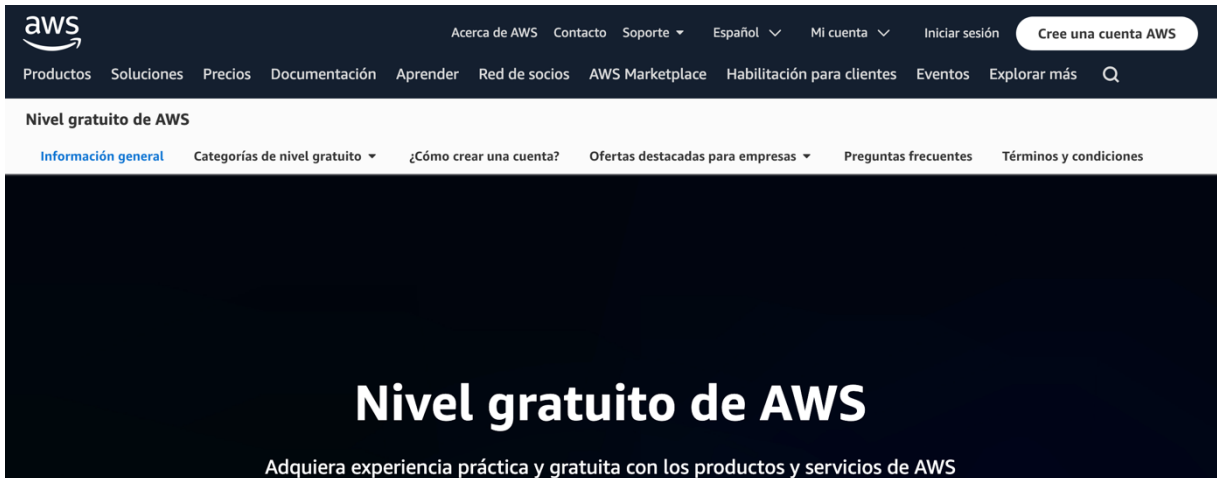 aws
Acerca de AWS Contacto Soporte Español Mi cuenta Iniciar sesión Cree una cuenta AWS
Productos Soluciones Precios Documentación Aprender Red de socios AWS Marketplace Habilitación para clientes Eventos Explorar más
Nivel gratuito de AWS
Información general Categorías de nivel gratuito ¿Cómo crear una cuenta? Ofertas destacadas para empresas Preguntas frecuentes Términos y condiciones
Nivel gratuito de AWS
Adquiera experiencia práctica y gratuita con los productos y servicios de AWS